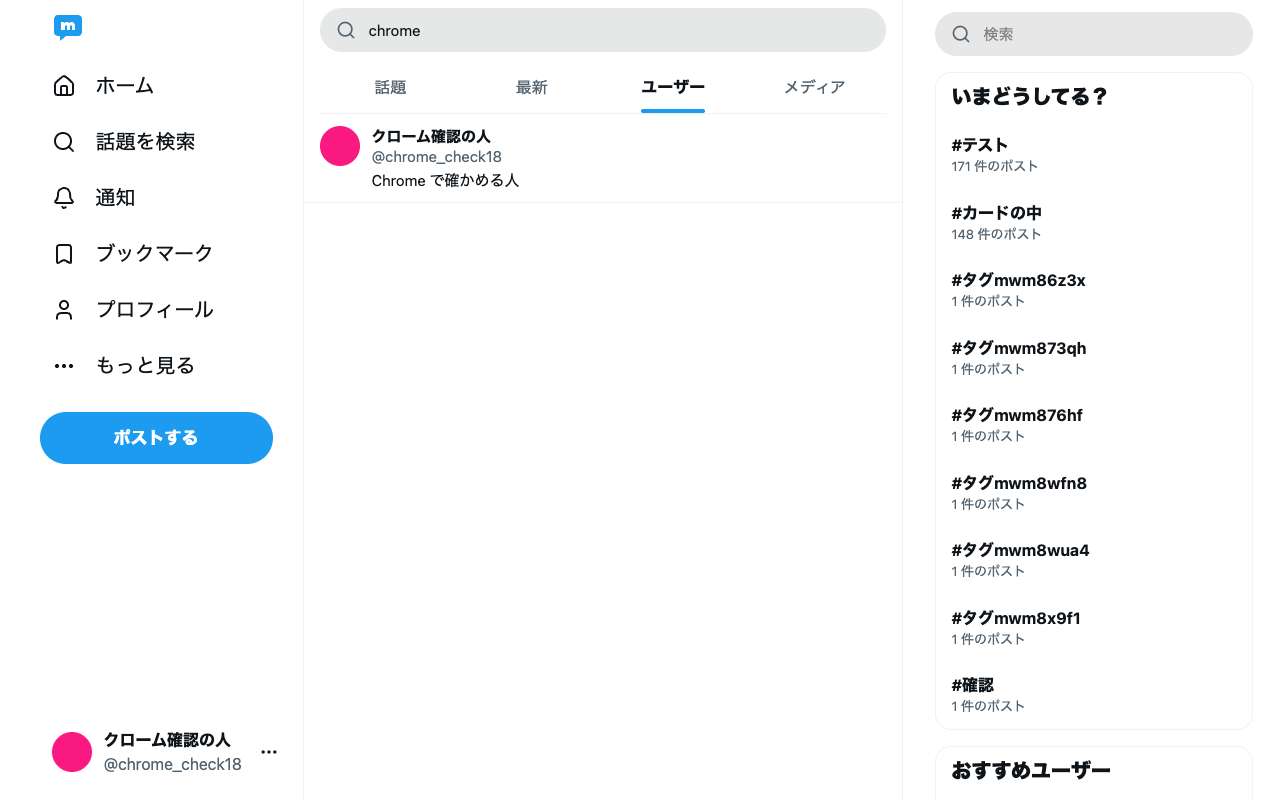 m
ホーム
話題を検索
通知
ブックマーク
プロフィール
もっと見る
ポストする
クローム確認の人
@chrome_check18
chrome
話題 最新 ユーザー メディア
クローム確認の人
@chrome_check18
Chrome で確かめる人
検索
いまどうしてる？
#テスト
171 件のポスト
#カードの中
148 件のポスト
#タグmwm86z3x
1 件のポスト
#タグmwm873qh
1 件のポスト
#タグmwm876hf
1 件のポスト
#タグmwm8wfn8
1 件のポスト
#タグmwm8wua4
1 件のポスト
#タグmwm8x9f1
1 件のポスト
#確認
1 件のポスト
おすすめユーザー